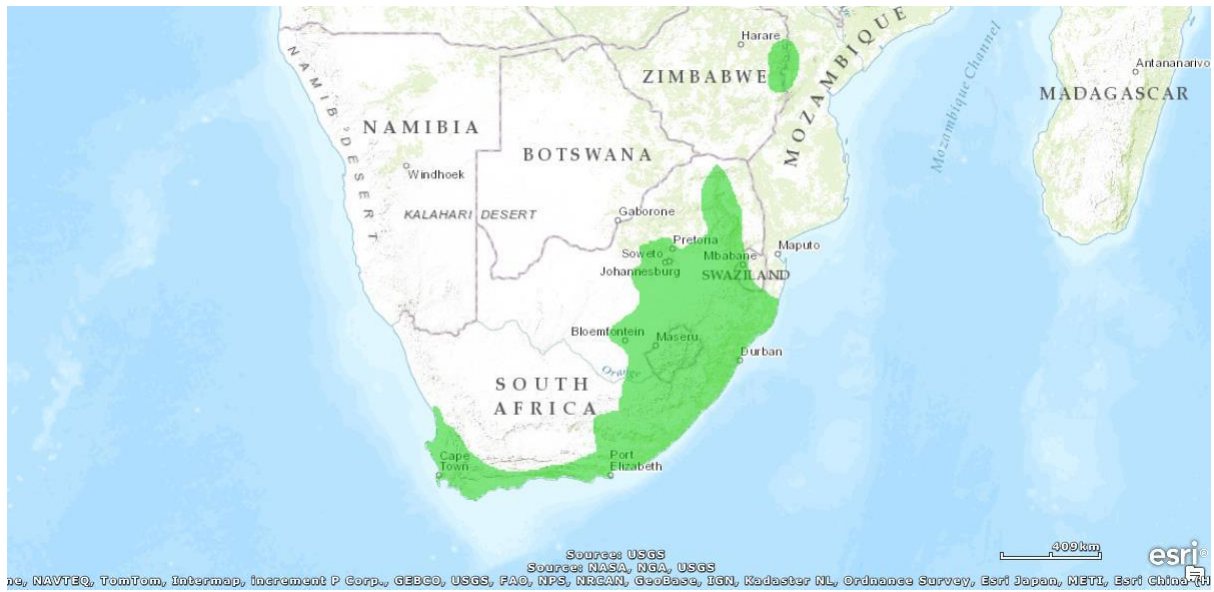 Harare
ZIMBABWE
MOZAMBIQUE
Mozambique Channel
Antananarivo
MADAGASCAR
NAMIB DESERT
NAMIBIA
Windhoek
BOTSWANA
KALAHARI DESERT
Gaborone
Pretoria
Soweto
Johannesburg
Mbabane
SWAZILAND
Maputo
Bloemfontein
Maseru
Durban
Orange
SOUTH
AFRICA
Cape
Town
Port
Elizabeth
409km
esri
Source: USGS
Source: NASA, NGA, USGS
NAVTEQ, TomTom, Intermap, increment P Corp., GEBCO, USGS, FAO, NPS, NRCAN, GeoBase, IGN, Kadaster NL, Ordnance Survey, Esri Japan, METI, Esri China